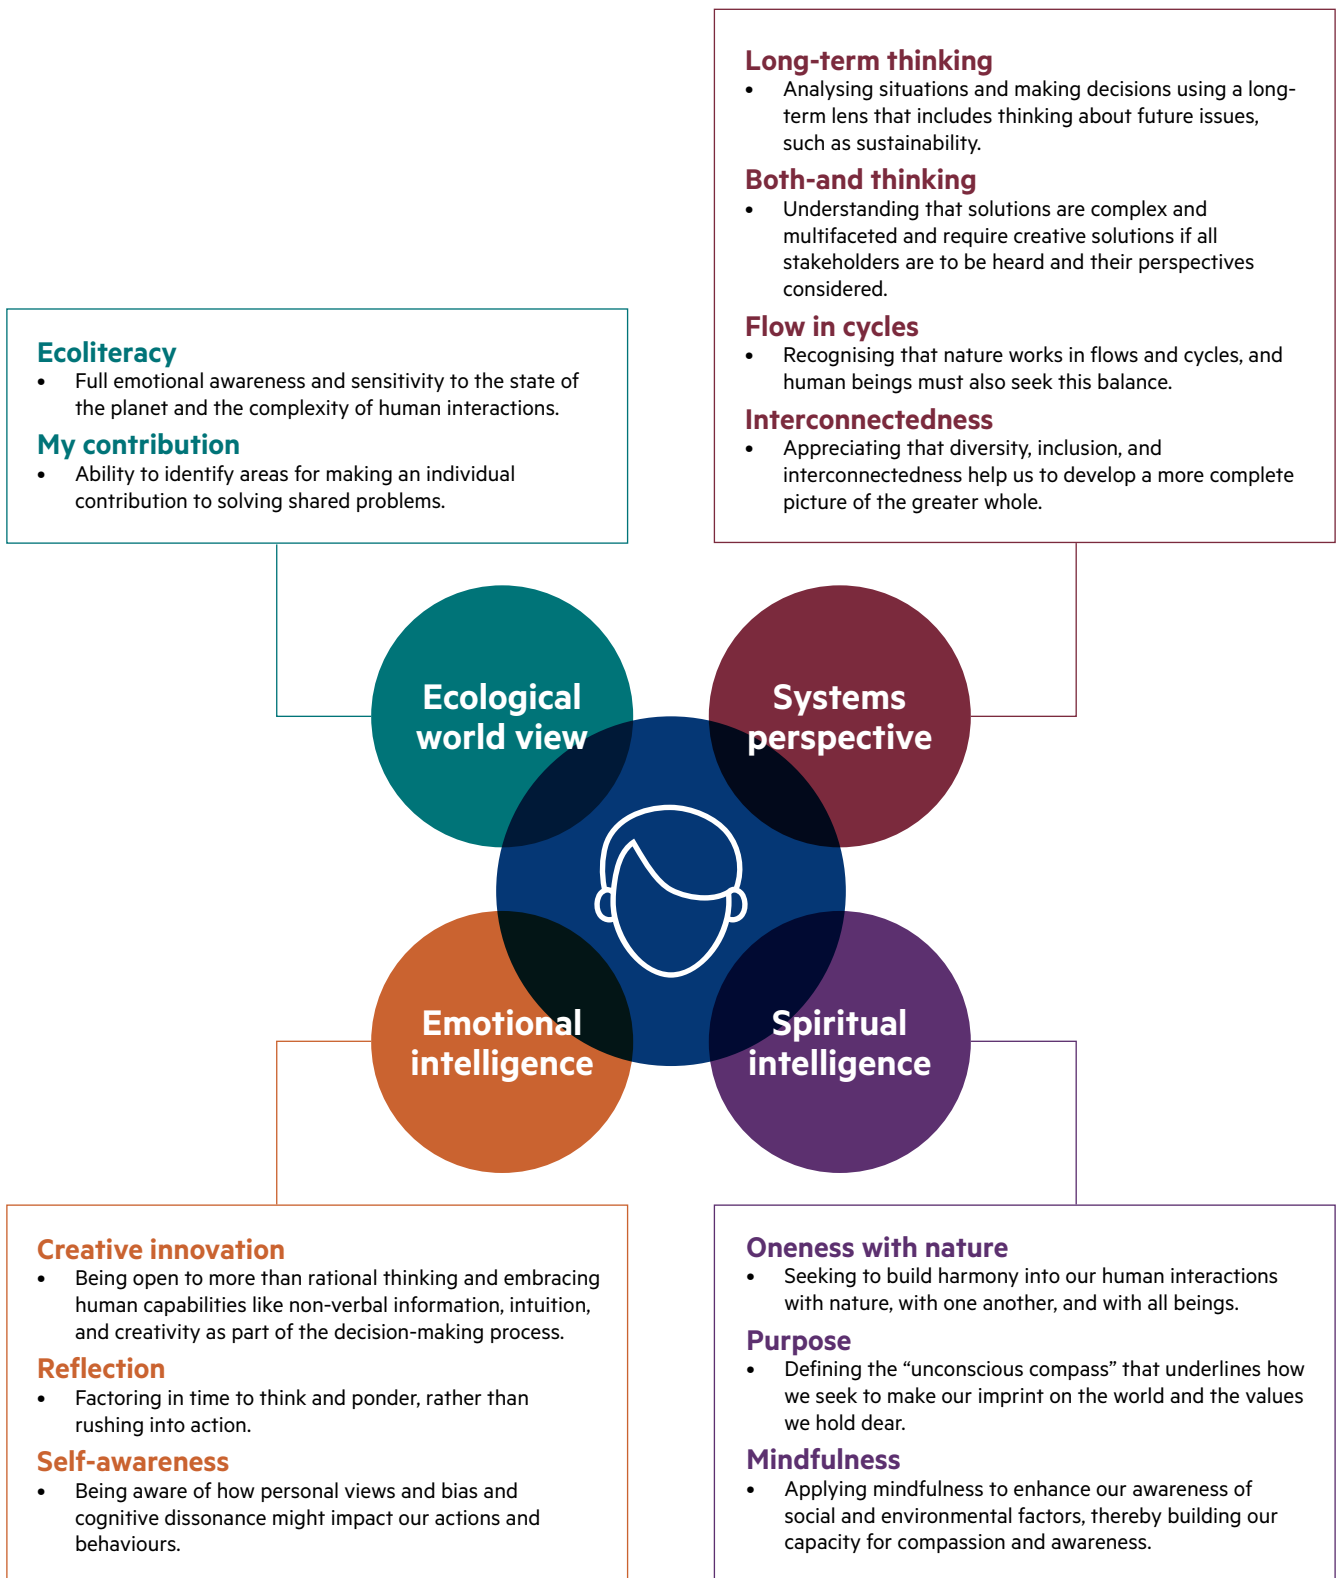 Long-term thinking
• Analysing situations and making decisions using a long-
term lens that includes thinking about future issues,
such as sustainability.
Both-and thinking
• Understanding that solutions are complex and
multifaceted and require creative solutions if all
stakeholders are to be heard and their perspectives
considered.
Flow in cycles
• Recognising that nature works in flows and cycles, and
human beings must also seek this balance.
Interconnectedness
• Appreciating that diversity, inclusion, and
interconnectedness help us to develop a more complete
picture of the greater whole.
Ecoliteracy
• Full emotional awareness and sensitivity to the state of
the planet and the complexity of human interactions.
My contribution
• Ability to identify areas for making an individual
contribution to solving shared problems.
Ecological
world view
Systems
perspective
Emotional
intelligence
Spiritual
intelligence
Creative innovation
• Being open to more than rational thinking and embracing
human capabilities like non-verbal information, intuition,
and creativity as part of the decision-making process.
Reflection
• Factoring in time to think and ponder, rather than
rushing into action.
Self-awareness
• Being aware of how personal views and bias and
cognitive dissonance might impact our actions and
behaviours.
Oneness with nature
• Seeking to build harmony into our human interactions
with nature, with one another, and with all beings.
Purpose
• Defining the “unconscious compass” that underlines how
we seek to make our imprint on the world and the values
we hold dear.
Mindfulness
• Applying mindfulness to enhance our awareness of
social and environmental factors, thereby building our
capacity for compassion and awareness.